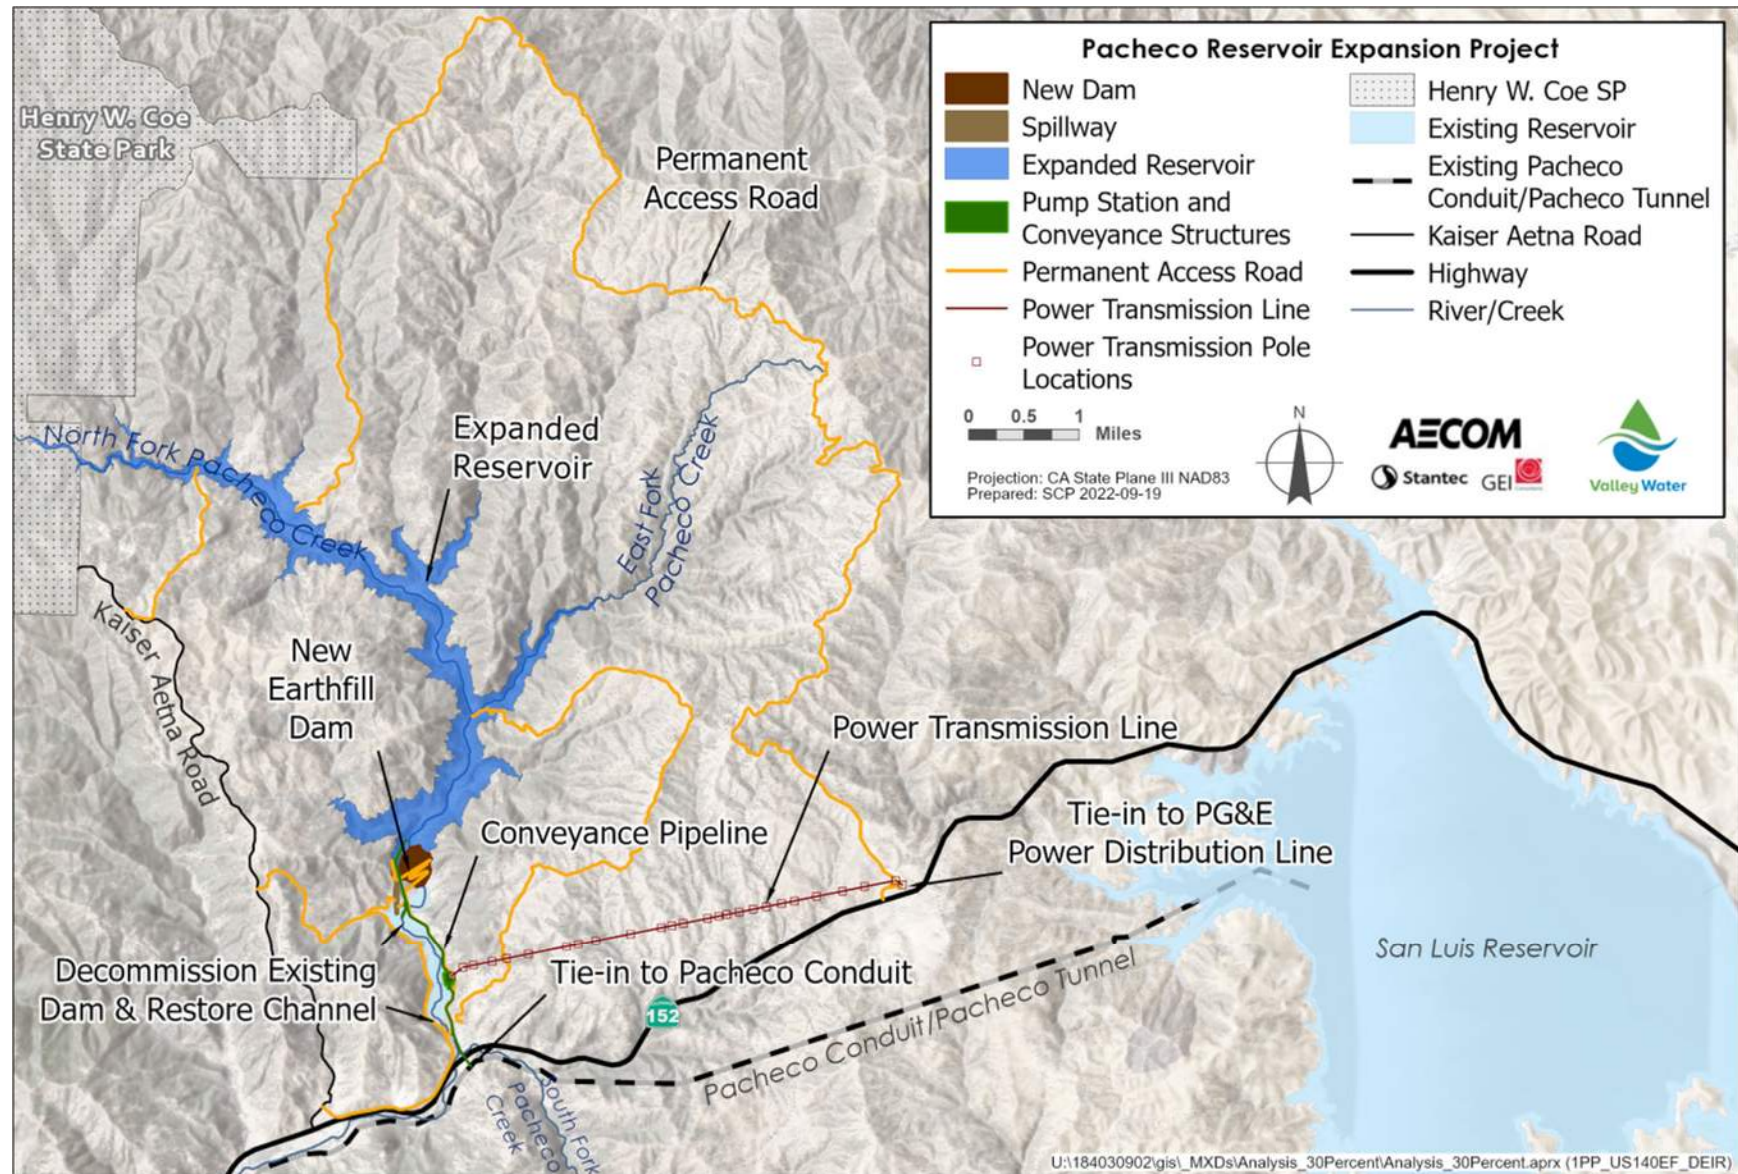 Pacheco Reservoir Expansion Project
New Dam
Spillway
Expanded Reservoir
Pump Station and
Conveyance Structures
Permanent Access Road
Power Transmission Line
Power Transmission Pole
Locations
Henry W. Coe SP
Existing Reservoir
Existing Pacheco
Conduit/Pacheco Tunnel
Kaiser Aetna Road
Highway
River/Creek
0 0.5 1
Miles
Projection: CA State Plane III NAD83
Prepared: SCP 2022-09-19
N
AECOM
Stantec
GEI
Valley Water
Henry W. Coe
State Park
Permanent
Access Road
Expanded
Reservoir
North Fork Pacheco Creek
East Fork
Pacheco Creek
Kaiser Aetna Road
New
Earthfill
Dam
Power Transmission Line
Conveyance Pipeline
Tie-in to PG&E
Power Distribution Line
San Luis Reservoir
Decommission Existing
Dam & Restore Channel
Tie-in to Pacheco Conduit
152
Pacheco Conduit/Pacheco Tunnel
South Fork
Pacheco
Creek
U:\184030902\gis\_MXDs\Analysis_30Percent\Analysis_30Percent.aprx (1PP_US140EF_DEIR)